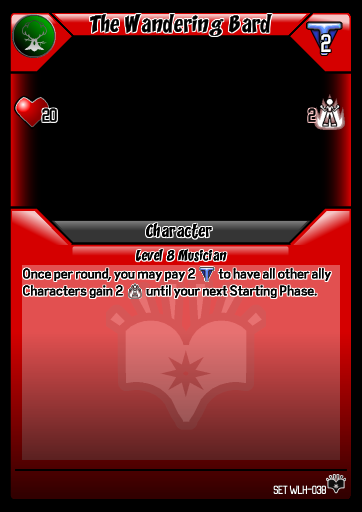 The Wandering Bard
2
20
2
Character
Level 8 Musician
Once per round, you may pay 2 to have all other ally
Characters gain 2 until your next Starting Phase.
SET WLH-038